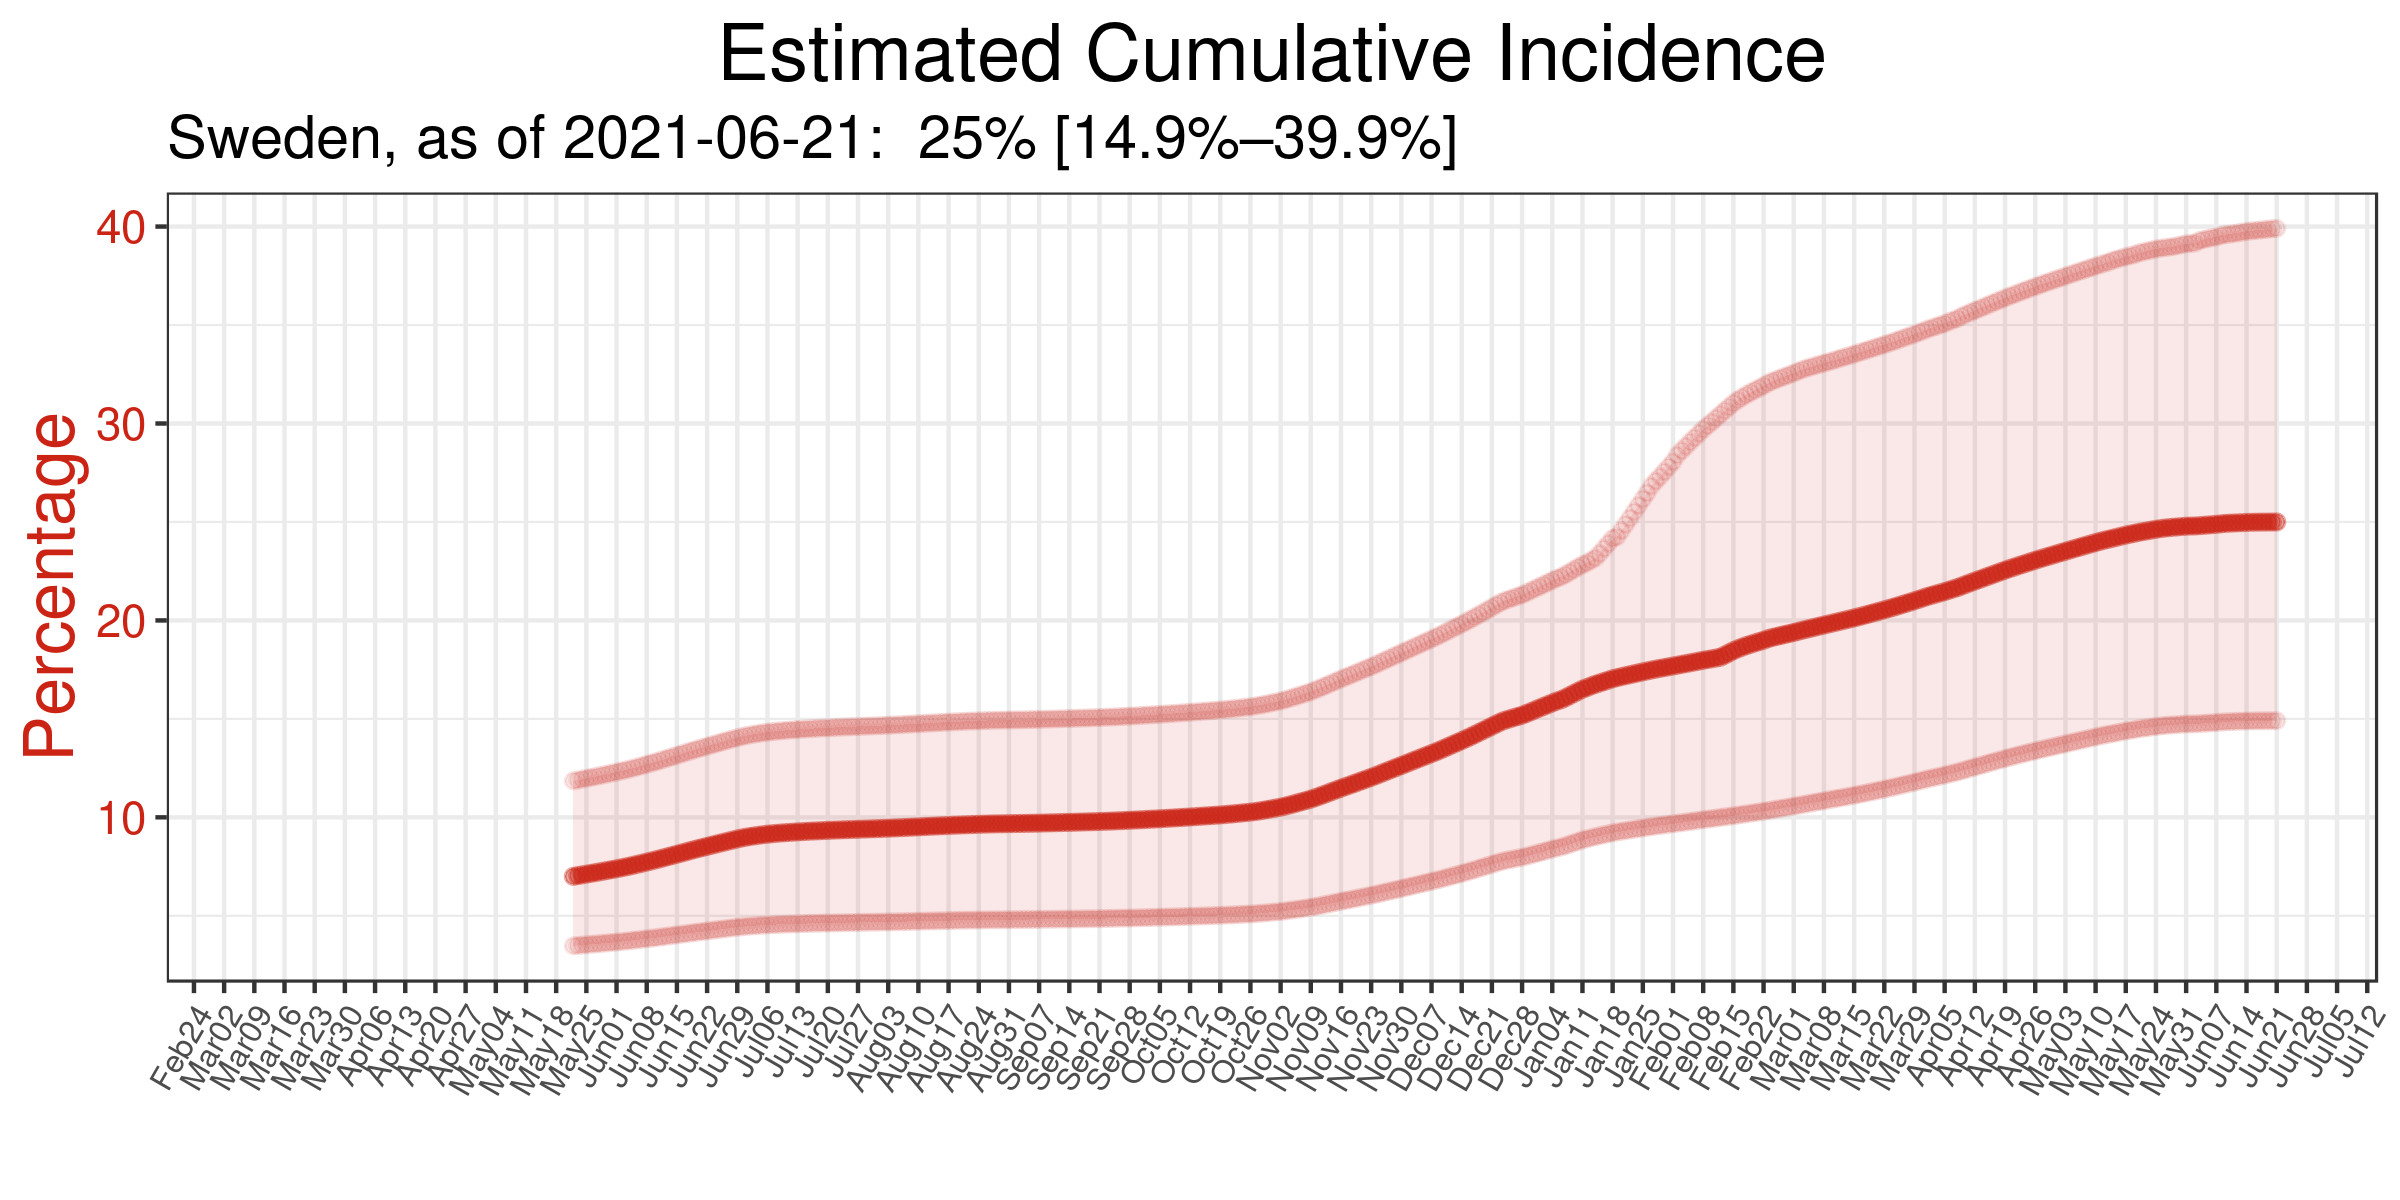 Estimated Cumulative Incidence
Sweden, as of 2021-06-21: 25% [14.9%–39.9%]
Percentage
40
30
20
10
Feb24
Mar02
Mar09
Mar16
Mar23
Mar30
Apr06
Apr13
Apr20
Apr27
May04
May11
May18
May25
Jun01
Jun08
Jun15
Jun22
Jun29
Jul06
Jul13
Jul20
Jul27
Aug03
Aug10
Aug17
Aug24
Aug31
Sep07
Sep14
Sep21
Sep28
Oct05
Oct12
Oct19
Oct26
Nov02
Nov09
Nov16
Nov23
Nov30
Dec07
Dec14
Dec21
Dec28
Jan04
Jan11
Jan18
Jan25
Feb01
Feb08
Feb15
Feb22
Mar01
Mar08
Mar15
Mar22
Mar29
Apr05
Apr12
Apr19
Apr26
May03
May10
May17
May24
May31
Jun07
Jun14
Jun21
Jun28
Jul05
Jul12